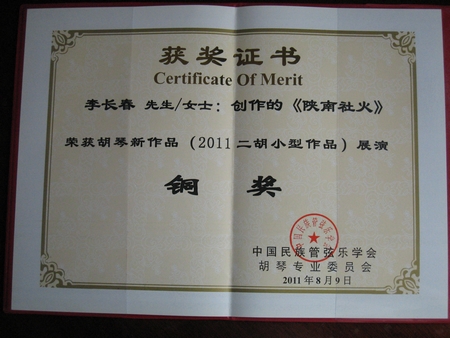 获奖证书
Certificate Of Merit
李长春 先生/女士：创作的《陕南社火》
荣获胡琴新作品（2011二胡小型作品）展演
铜奖
中国民族管弦乐学会
胡琴专业委员会
2011年8月9日